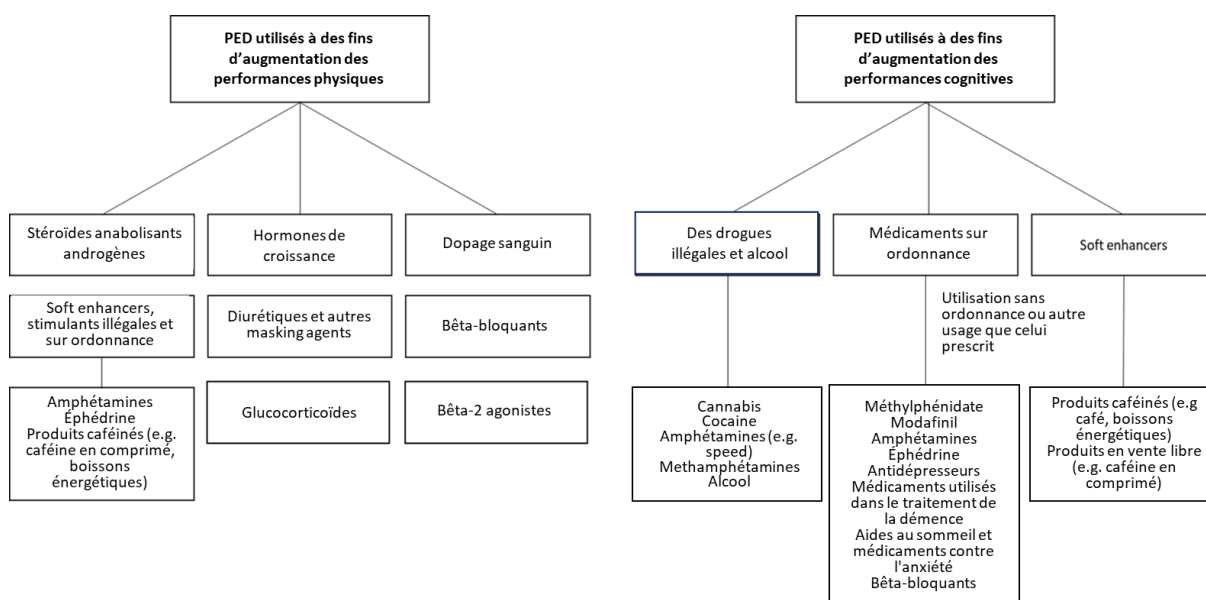 PED utilisés à des fins
d'augmentation des
performances physiques
Stéroïdes anabolisants
androgènes
Hormones de
croissance
Dopage sanguin
Soft enhancers,
stimulants illégales et
sur ordonnance
Diurétiques et autres
masking agents
Bêta-bloquants
Amphétamines
Éphédrine
Produits caféinés (e.g.
caféine en comprimé,
boissons
énergétiques)
Glucocorticoïdes
Bêta-2 agonistes
PED utilisés à des fins
d'augmentation des
performances cognitives
Des drogues
illégales et alcool
Médicaments sur
ordonnance
Soft enhancers
Utilisation sans
ordonnance ou autre
usage que celui
prescrit
Cannabis
Cocaine
Amphétamines (e.g.
speed)
Methamphétamines
Alcool
Méthylphénidate
Modafinil
Amphétamines
Éphédrine
Antidépresseurs
Médicaments utilisés
dans le traitement de
la démence
Aides au sommeil et
médicaments contre
l'anxiété
Bêta-bloquants
Produits caféinés (e.g
café, boissons
énergétiques)
Produits en vente libre
(e.g. caféine en
comprimé)